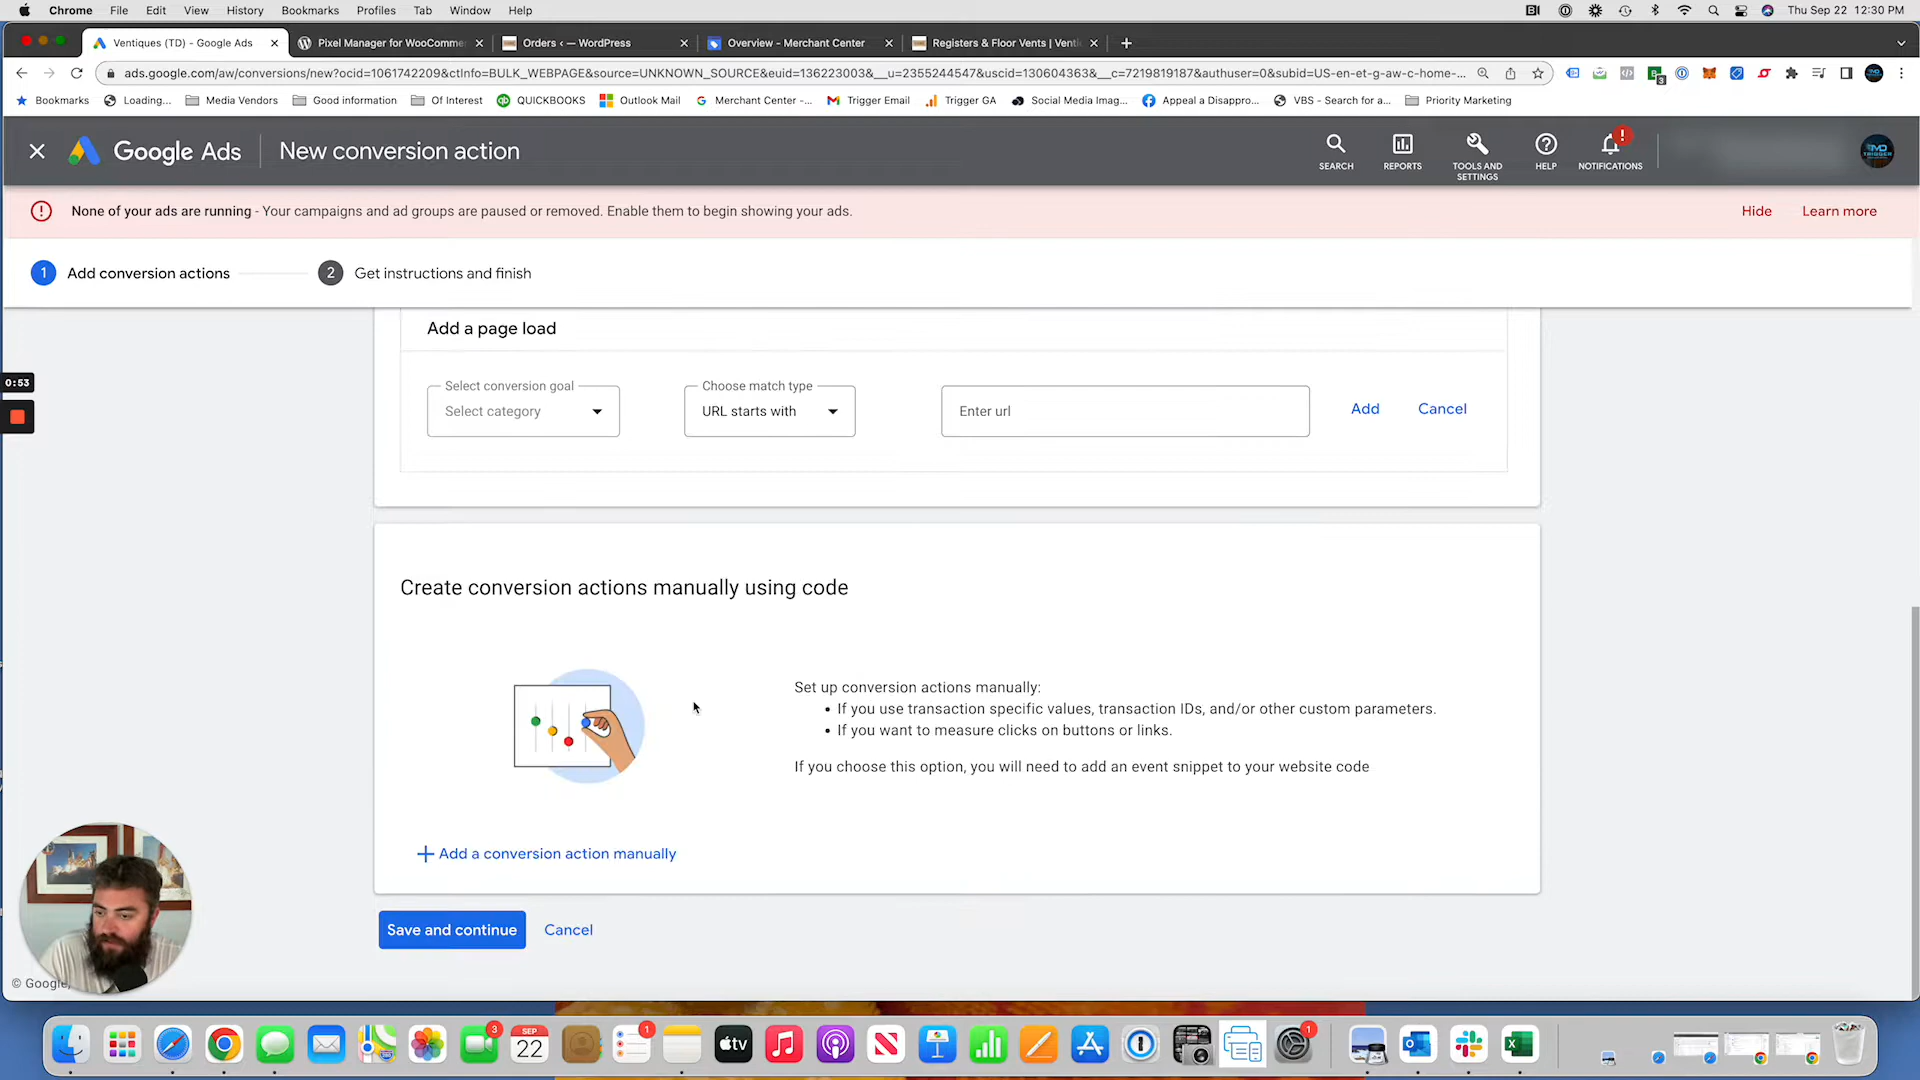 Chrome File Edit View History Bookmarks Profiles Tab Window Help Thu Sep 22 12:30 PM
Ventiques (TD) - Google Ads Pixel Manager for WooComme Orders ‹ — WordPress Overview - Merchant Center Registers & Floor Vents | Venti
ads.google.com/aw/conversions/new?ocid=1061742209&ctInfo=BULK_WEBPAGE&source=UNKNOWN_SOURCE&euid=136223003&__u=2355244547&uscid=130604363&__c=7219819187&authuser=0&subid=US-en-et-g-aw-c-home-...
Bookmarks Loading... Media Vendors Good information Of Interest QUICKBOOKS Outlook Mail Merchant Center -... Trigger Email Trigger GA Social Media Imag... Appeal a Disappro... VBS - Search for a... Priority Marketing
Google Ads New conversion action
SEARCH REPORTS TOOLS AND SETTINGS HELP NOTIFICATIONS
None of your ads are running - Your campaigns and ad groups are paused or removed. Enable them to begin showing your ads. Hide Learn more
1 Add conversion actions 2 Get instructions and finish
Add a page load
0:53
Select conversion goal Choose match type
Select category URL starts with Enter url Add Cancel
Create conversion actions manually using code
Set up conversion actions manually:
• If you use transaction specific values, transaction IDs, and/or other custom parameters.
• If you want to measure clicks on buttons or links.
If you choose this option, you will need to add an event snippet to your website code
+ Add a conversion action manually
Save and continue Cancel
© Google,
3 SEP 22 1 tv 1